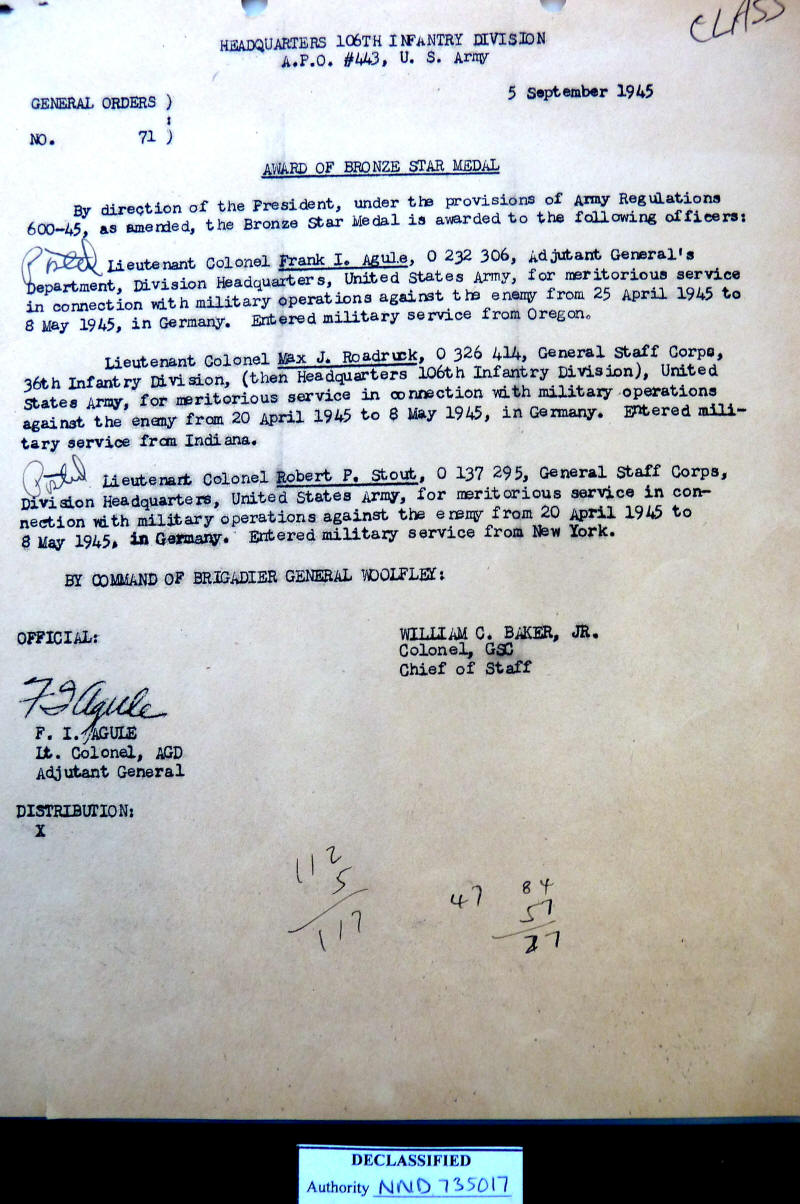 CLASS
HEADQUARTERS 106TH INFANTRY DIVISION
A.P.O. #443, U. S. Army
5 September 1945
GENERAL ORDERS )
:
NO. 71 )
AWARD OF BRONZE STAR MEDAL
By direction of the President, under the provisions of Army Regulations
600-45, as amended, the Bronze Star Medal is awarded to the following officers:
Posted Lieutenant Colonel Frank I. Agule, O 232 306, Adjutant General's
Department, Division Headquarters, United States Army, for meritorious service
in connection with military operations against the enemy from 25 April 1945 to
8 May 1945, in Germany. Entered military service from Oregon.
Lieutenant Colonel Max J. Roadruck, O 326 414, General Staff Corps,
36th Infantry Division, (then Headquarters 106th Infantry Division), United
States Army, for meritorious service in connection with military operations
against the enemy from 20 April 1945 to 8 May 1945, in Germany. Entered mili-
tary service from Indiana.
Posted Lieutenant Colonel Robert P. Stout, O 137 295, General Staff Corps,
Division Headquarters, United States Army, for meritorious service in con-
nection with military operations against the enemy from 20 April 1945 to
8 May 1945, in Germany. Entered military service from New York.
BY COMMAND OF BRIGADIER GENERAL WOOLFLEY:
OFFICIAL:
WILLIAM C. BAKER, JR.
Colonel, GSC
Chief of Staff
F I Agule
F. I. AGULE
Lt. Colonel, AGD
Adjutant General
DISTRIBUTION:
X
112
5
117
47
84
57
27
DECLASSIFIED
Authority NND 735017